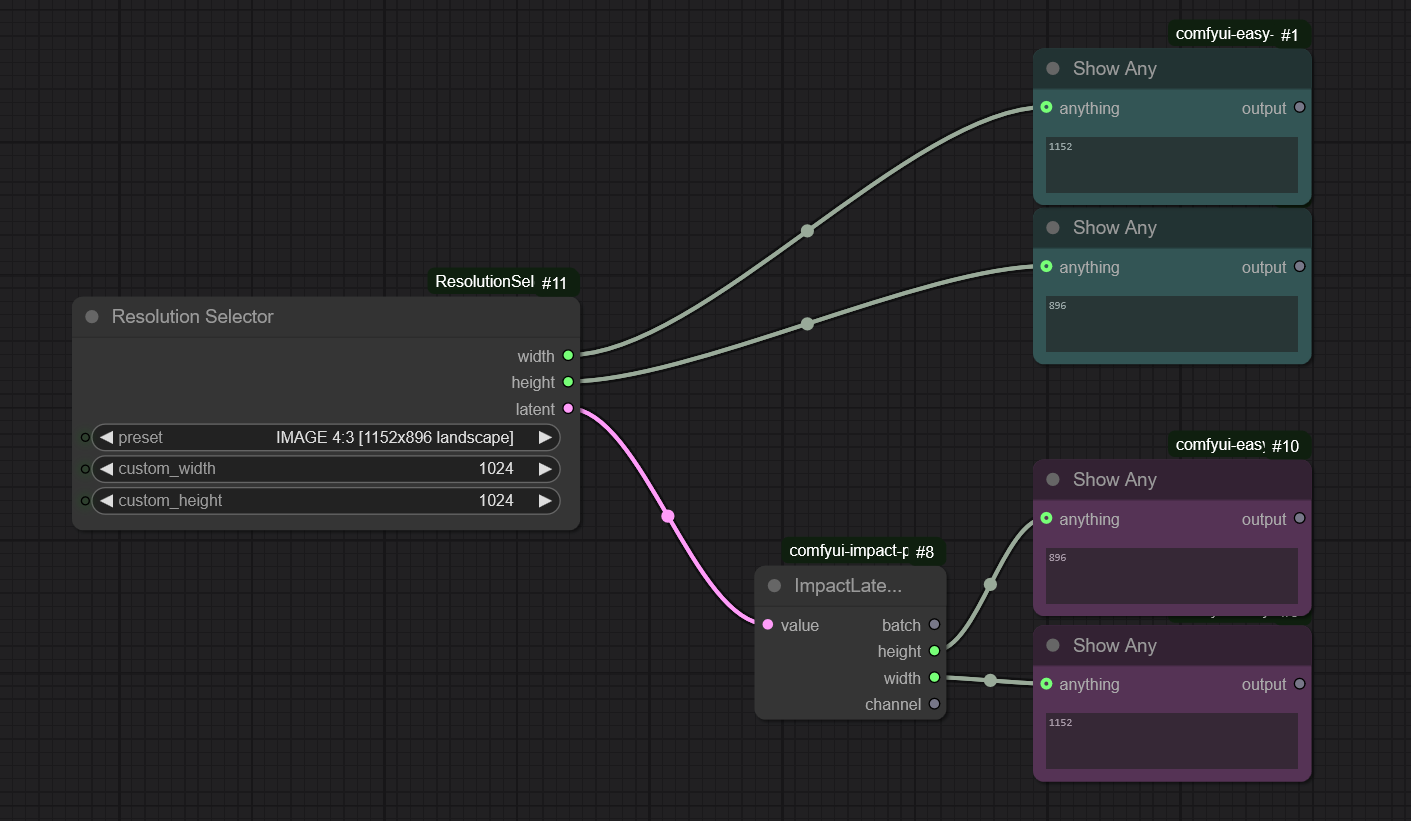 comfyui-easy- #1
Show Any
anything output
1152
Show Any
anything output
896
ResolutionSel #11
Resolution Selector
width
height
latent
preset IMAGE 4:3 [1152x896 landscape]
custom_width 1024
custom_height 1024
comfyui-easy #10
Show Any
anything output
896
comfyui-impact-p #8
ImpactLate...
value batch
height
width
channel
Show Any
anything output
1152